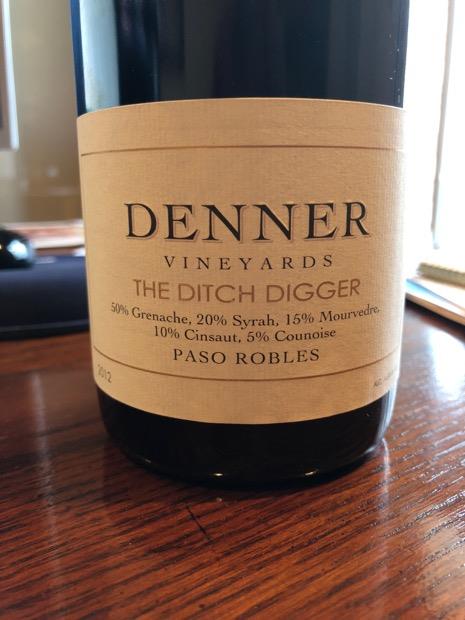 DENNER
VINEYARDS
THE DITCH DIGGER
50% Grenache, 20% Syrah, 15% Mourvedre,
10% Cinsaut, 5% Counoise
PASO ROBLES
2012